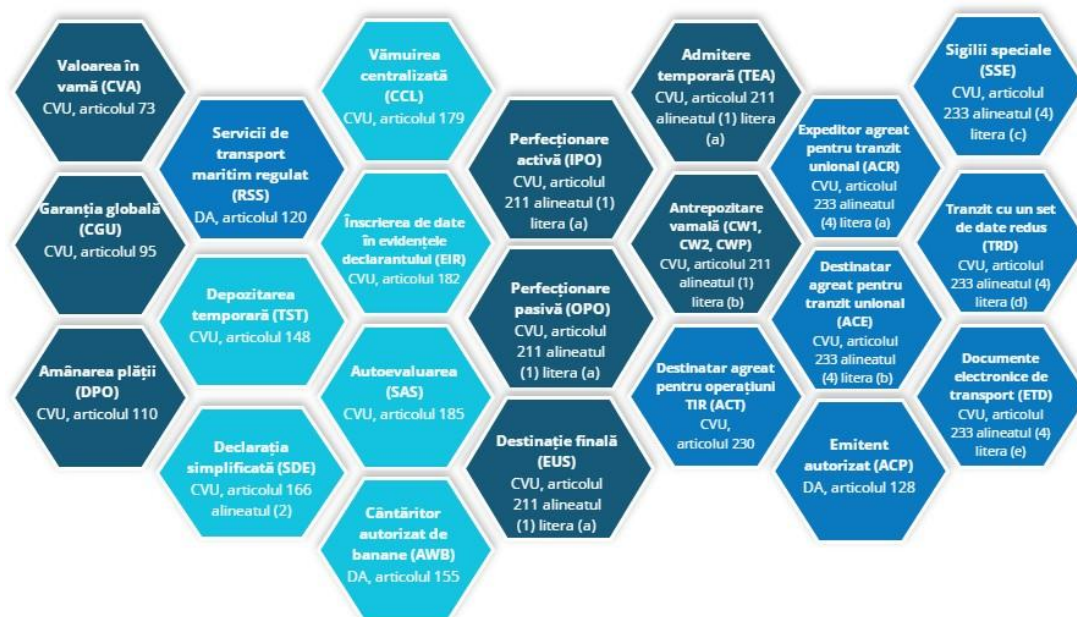 Valoarea în
vamă (CVA)
CVU, articolul 73
Garanția globală
(CGU)
CVU, articolul 95
Amânarea plății
(DPO)
CVU, articolul 110
Servicii de
transport
maritim regulat
(RSS)
DA, articolul 120
Depozitarea
temporară (TST)
CVU, articolul 148
Declarația
simplificată (SDE)
CVU, articolul 166
alineatul (2)
Vămuirea
centralizată
(CCL)
CVU, articolul 179
Înscrierea de date
în evidențele
declarantului (EIR)
CVU, articolul 182
Autoevaluarea
(SAS)
CVU, articolul 185
Cântăritor
autorizat de
banane (AWB)
DA, articolul 155
Perfecționare
activă (IPO)
CVU, articolul
211 alineatul (1)
litera (a)
Perfecționare
pasivă (OPO)
CVU, articolul
211 alineatul
(1) litera (a)
Destinație finală
(EUS)
CVU, articolul
211 alineatul
(1) litera (a)
Admitere
temporară (TEA)
CVU, articolul 211
alineatul (1) litera
(a)
Antrepozitare
vamală (CW1,
CW2, CWP)
CVU, articolul 211
alineatul (1)
litera (b)
Destinatar agreat
pentru operațiuni
TIR (ACT)
CVU,
articolul 230
Expeditor agreat
pentru tranzit
unional (ACR)
CVU, articolul
233 alineatul
(4) litera (a)
Destinatar
agreat pentru
tranzit unional
(ACE)
CVU, articolul
233 alineatul
(4) litera (b)
Emitent
autorizat (ACP)
DA, articolul 128
Sigilii speciale
(SSE)
CVU, articolul
233 alineatul (4)
litera (c)
Tranzit cu un set
de date redus
(TRD)
CVU, articolul
233 alineatul (4)
litera (d)
Documente
electronice de
transport (ETD)
CVU, articolul
233 alineatul (4)
litera (e)